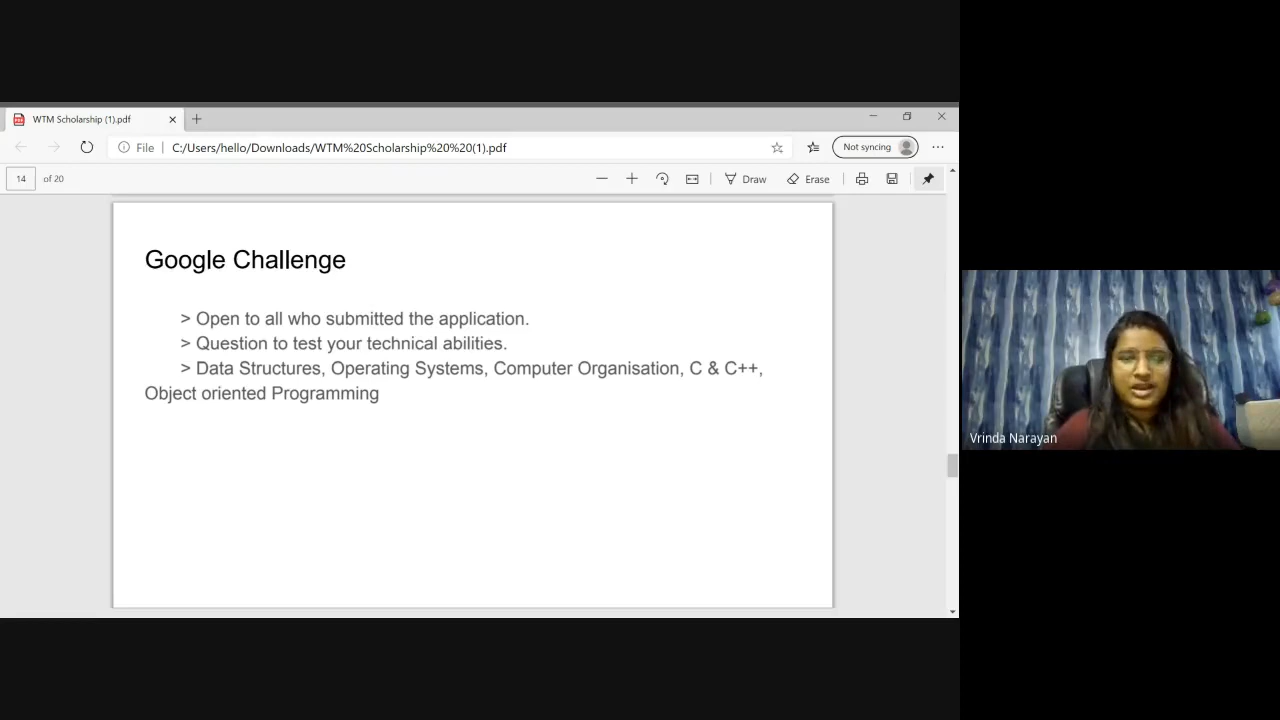 WTM Scholarship (1).pdf
File
C:/Users/hello/Downloads/WTM%20Scholarship%20%20(1).pdf
Not syncing
14 of 20
Draw
Erase
Google Challenge
> Open to all who submitted the application.
> Question to test your technical abilities.
> Data Structures, Operating Systems, Computer Organisation, C & C++,
Object oriented Programming
Vrinda Narayan